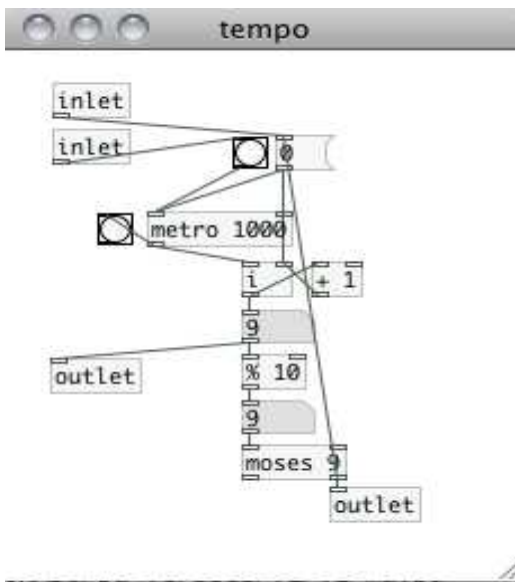 tempo
inlet
inlet
0
metro 1000
i
+ 1
9
outlet
% 10
9
moses 9
outlet